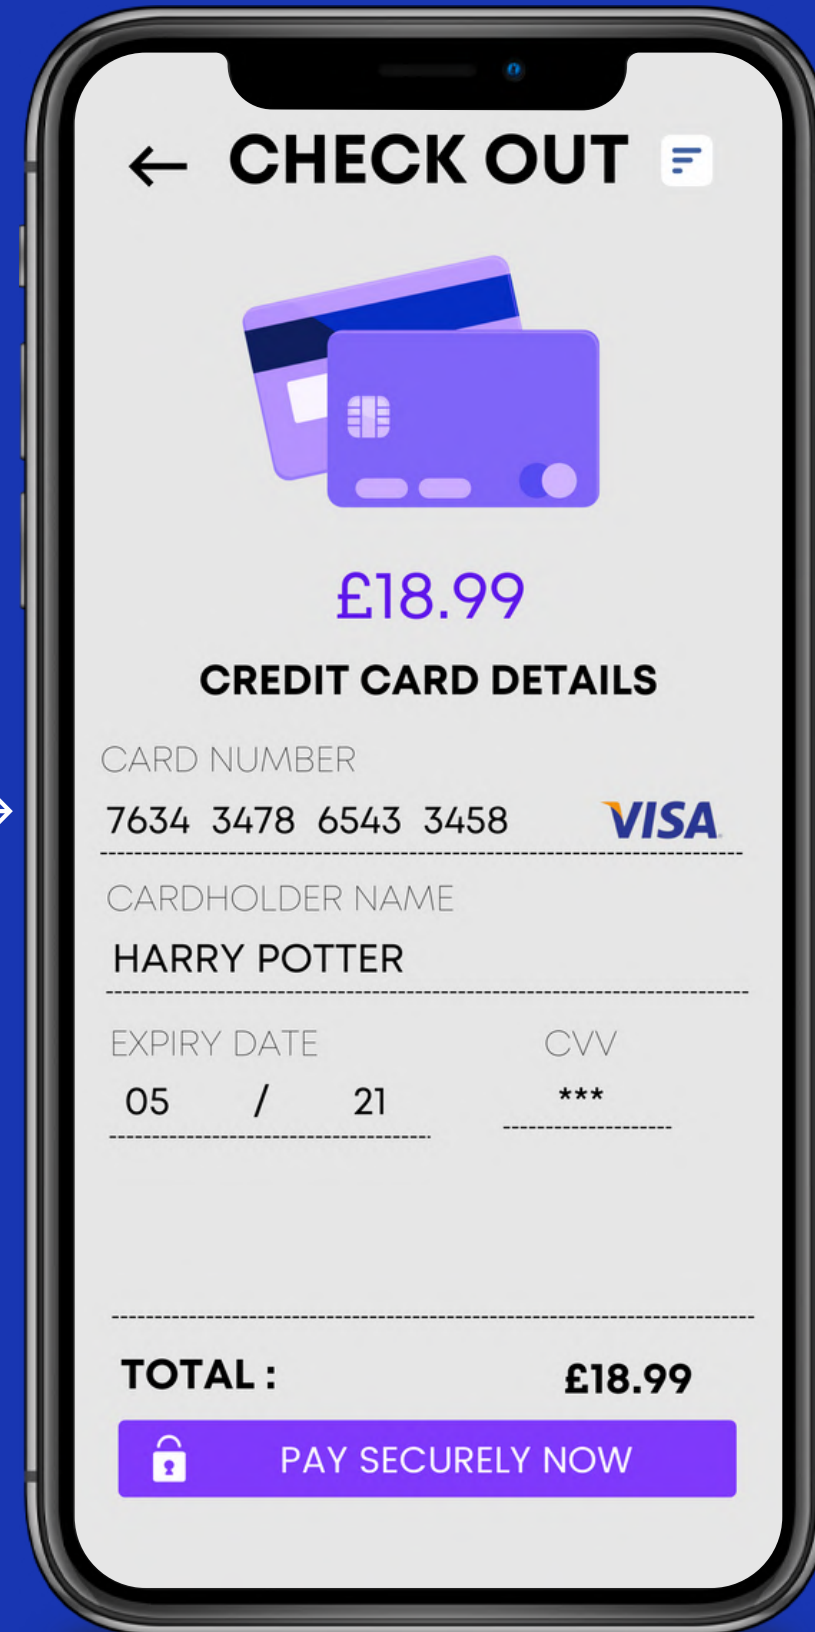 CHECK OUT
£18.99
CREDIT CARD DETAILS
CARD NUMBER
7634 3478 6543 3458 VISA
CARDHOLDER NAME
HARRY POTTER
EXPIRY DATE CVV
05 / 21 ***
TOTAL : £18.99
PAY SECURELY NOW